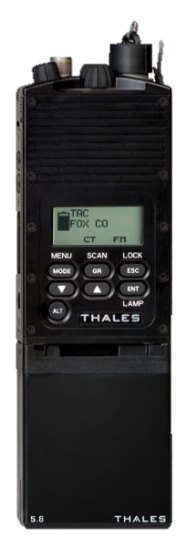 TAC
FOX CO
CT FM
MENU SCAN LOCK
MODE GR ESC
ENT
LAMP
ALT
THALES
5.8 THALES